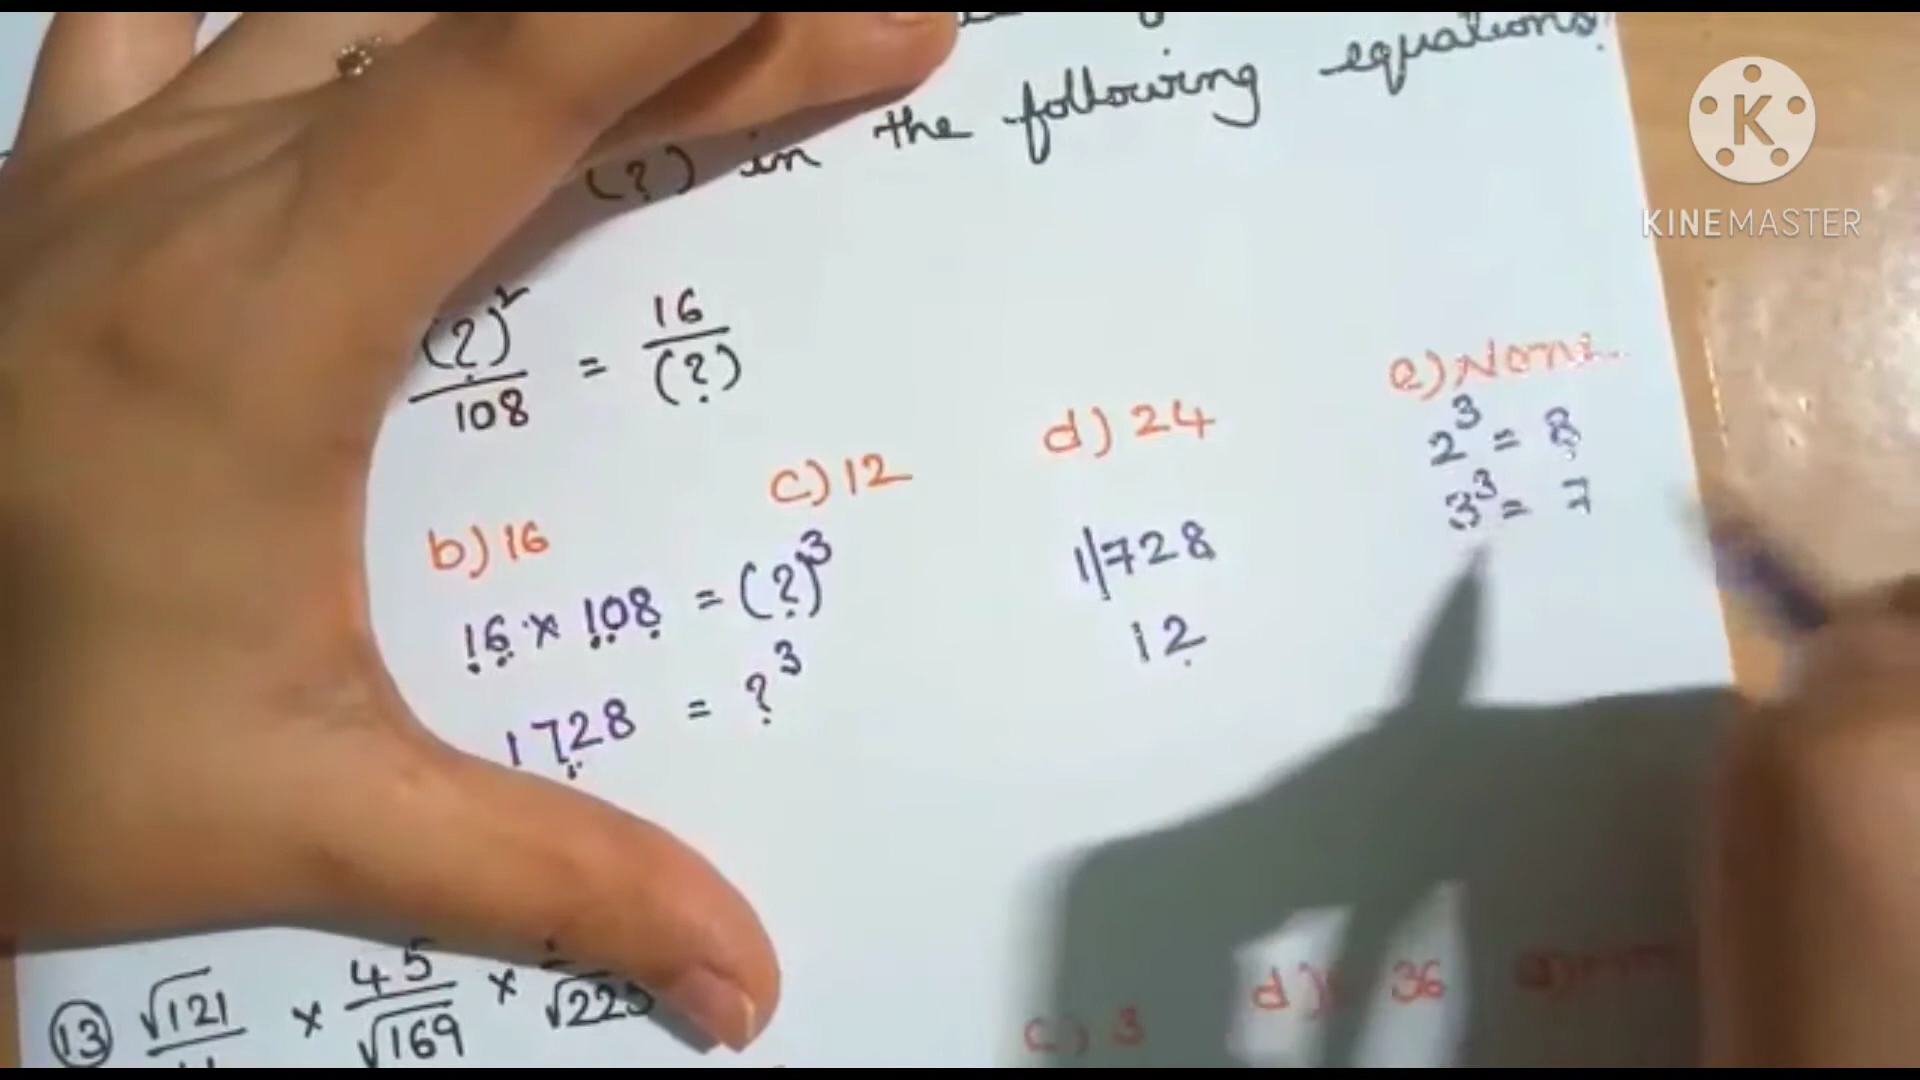 (?) in the following equations.
(?)² / 108 = 16 / (?)
b) 16 c) 12 d) 24 e) None
16 × 108 = (?)³
1728 = ?³
1|728
12
2³ = 8
3³ = 7
(13) √121 × 45/√169 × √225
c) 3 d) 36
K
KINEMASTER